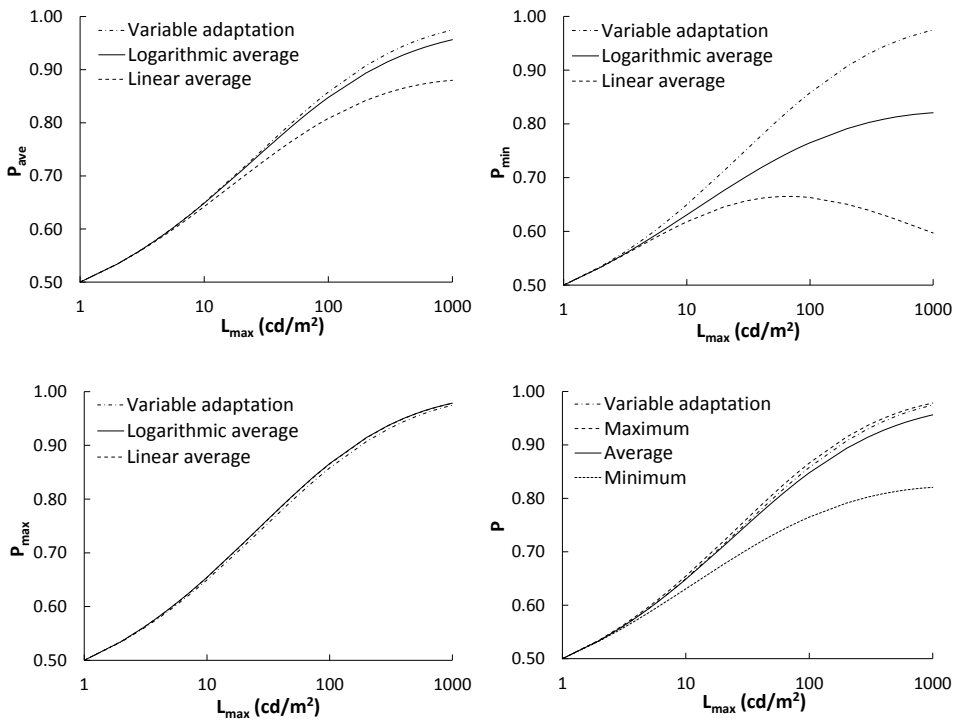 1.00
0.90
0.80
0.70
0.60
0.50
P_ave
Variable adaptation
Logarithmic average
Linear average
1 10 100 1000
L_max (cd/m²)
1.00
0.90
0.80
0.70
0.60
0.50
P_min
Variable adaptation
Logarithmic average
Linear average
1 10 100 1000
L_max (cd/m²)
1.00
0.90
0.80
0.70
0.60
0.50
P_max
Variable adaptation
Logarithmic average
Linear average
1 10 100 1000
L_max (cd/m²)
1.00
0.90
0.80
0.70
0.60
0.50
P
Variable adaptation
Maximum
Average
Minimum
1 10 100 1000
L_max (cd/m²)